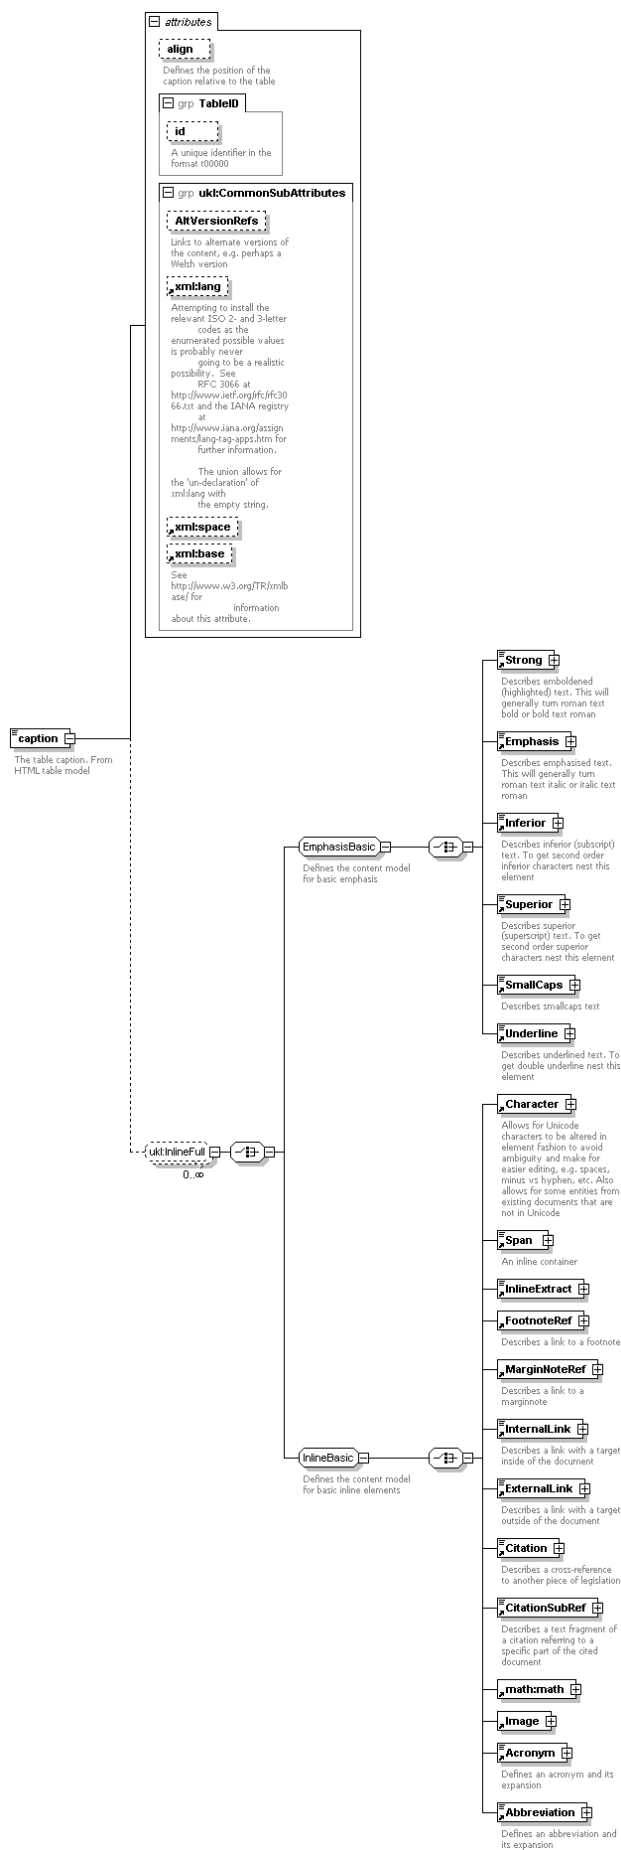 attributes
align
Defines the position of the
caption relative to the table
grp TableID
id
A unique identifier in the
format t00000
grp ukl:CommonSubAttributes
AltVersionRefs
Links to alternate versions of
the content, e.g. perhaps a
Welsh version
xml:lang
Attempting to install the
relevant ISO 2- and 3-letter
codes as the
enumerated possible values
is probably never
going to be a realistic
possibility. See
RFC 3066 at
http://www.ietf.org/rfc/rfc30
66.txt and the IANA registry
at
http://www.iana.org/assign
ments/lang-tag-apps.htm for
further information.
The union allows for
the 'un-declaration' of
xml:lang with
the empty string.
xml:space
xml:base
See
http://www.w3.org/TR/xmlb
ase/ for
information
about this attribute.
caption
The table caption. From
HTML table model
ukl:InlineFull
0..∞
EmphasisBasic
Defines the content model
for basic emphasis
Strong
Describes emboldened
(highlighted) text. This will
generally turn roman text
bold or bold text roman
Emphasis
Describes emphasised text.
This will generally turn
roman text italic or italic text
roman
Inferior
Describes inferior (subscript)
text. To get second order
inferior characters nest this
element
Superior
Describes superior
(superscript) text. To get
second order superior
characters nest this element
SmallCaps
Describes smallcaps text
Underline
Describes underlined text. To
get double underline nest this
element
InlineBasic
Defines the content model
for basic inline elements
Character
Allows for Unicode
characters to be altered in
element fashion to avoid
ambiguity and make for
easier editing, e.g. spaces,
minus vs hyphen, etc. Also
allows for some entities from
existing documents that are
not in Unicode
Span
An inline container
InlineExtract
FootnoteRef
Describes a link to a footnote
MarginNoteRef
Describes a link to a
marginnote
InternalLink
Describes a link with a target
inside of the document
ExternalLink
Describes a link with a target
outside of the document
Citation
Describes a cross-reference
to another piece of legislation
CitationSubRef
Describes a text fragment of
a citation referring to a
specific part of the cited
document
math:math
Image
Acronym
Defines an acronym and its
expansion
Abbreviation
Defines an abbreviation and
its expansion